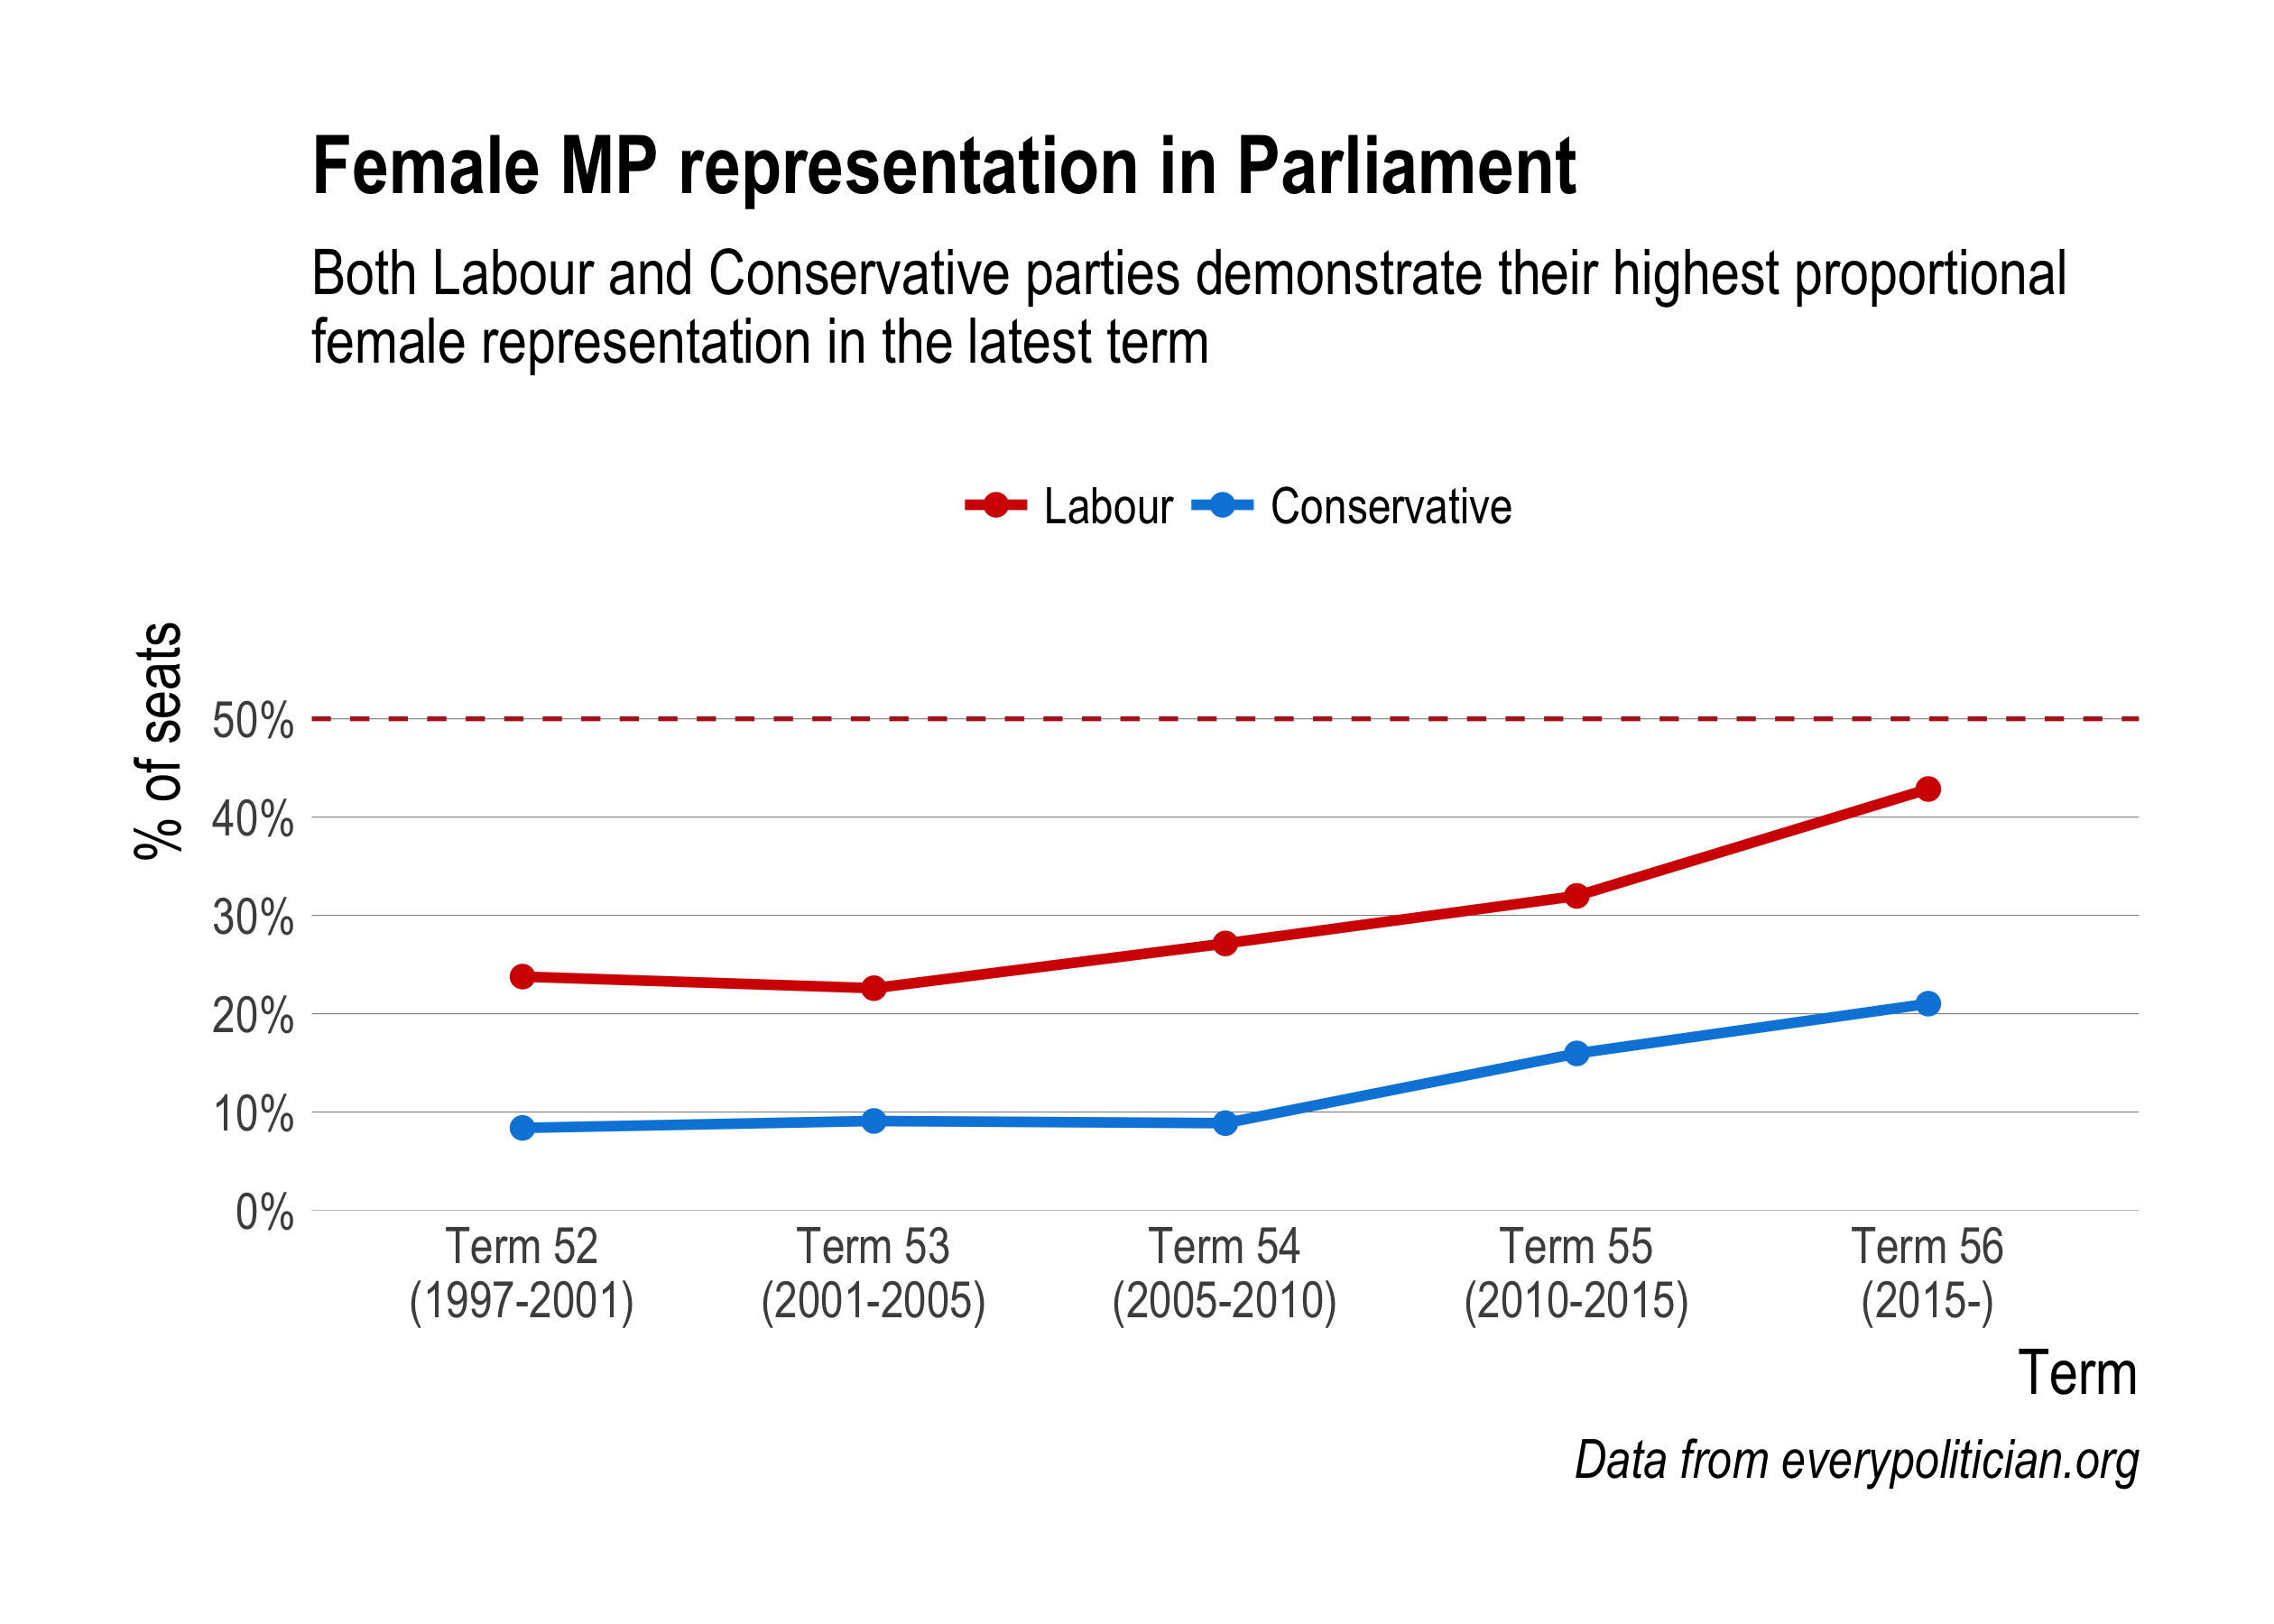 Female MP representation in Parliament
Both Labour and Conservative parties demonstrate their highest proportional
female representation in the latest term
Labour Conservative
% of seats
50%
40%
30%
20%
10%
0%
Term 52 Term 53 Term 54 Term 55 Term 56
(1997-2001) (2001-2005) (2005-2010) (2010-2015) (2015-)
Term
Data from everypolitician.org